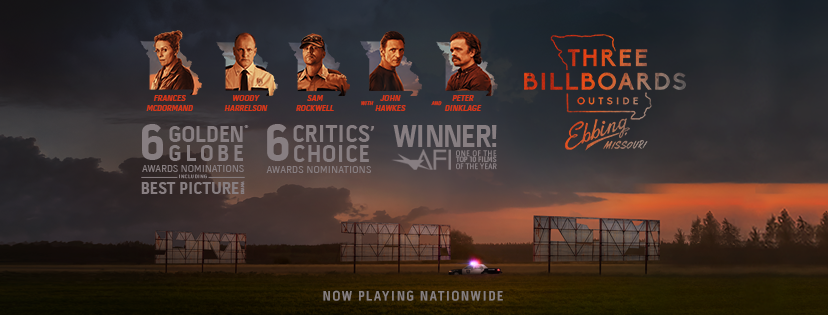 FRANCES
MCDORMAND
WOODY
HARRELSON
SAM
ROCKWELL
WITH JOHN
HAWKES
AND PETER
DINKLAGE
THREE
BILLBOARDS
OUTSIDE
Ebbing,
MISSOURI
6 GOLDEN®
GLOBE
AWARDS NOMINATIONS
INCLUDING
BEST PICTURE
6 CRITICS'
CHOICE
AWARDS NOMINATIONS
WINNER!
AFI ONE OF THE
TOP 10 FILMS
OF THE YEAR
NOW PLAYING NATIONWIDE